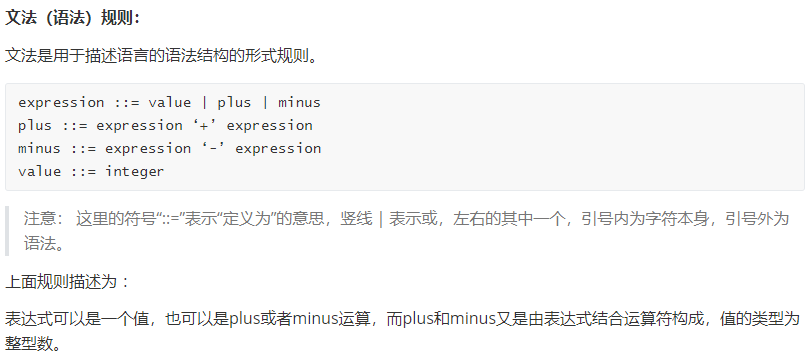 文法（语法）规则：
文法是用于描述语言的语法结构的形式规则。
expression ::= value | plus | minus
plus ::= expression ‘+’ expression
minus ::= expression ‘-’ expression
value ::= integer
注意： 这里的符号“::=”表示“定义为”的意思，竖线 | 表示或，左右的其中一个，引号内为字符本身，引号外为
语法。
上面规则描述为 ：
表达式可以是一个值，也可以是plus或者minus运算，而plus和minus又是由表达式结合运算符构成，值的类型为
整型数。